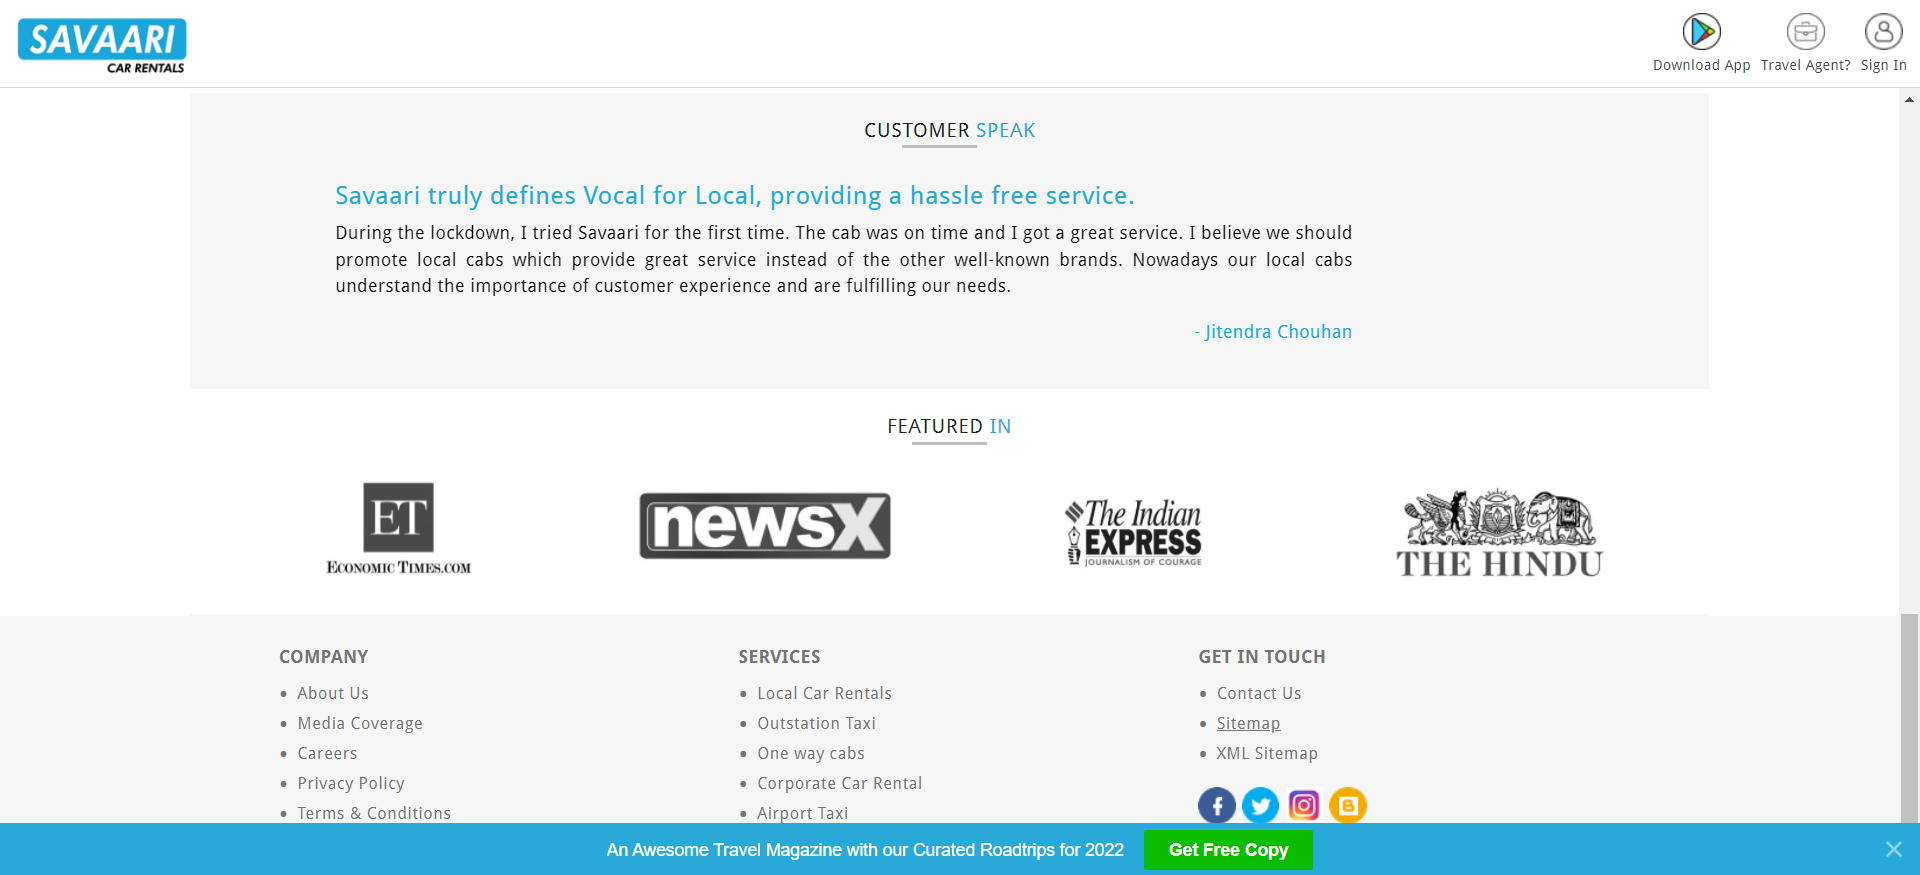 SAVAARI
CAR RENTALS
Download App
Travel Agent?
Sign In
CUSTOMER SPEAK
Savaari truly defines Vocal for Local, providing a hassle free service.
During the lockdown, I tried Savaari for the first time. The cab was on time and I got a great service. I believe we should
promote local cabs which provide great service instead of the other well-known brands. Nowadays our local cabs
understand the importance of customer experience and are fulfilling our needs.
- Jitendra Chouhan
FEATURED IN
ET
ECONOMIC TIMES.COM
newsX
The Indian
EXPRESS
JOURNALISM OF COURAGE
THE HINDU
COMPANY
About Us
Media Coverage
Careers
Privacy Policy
Terms & Conditions
SERVICES
Local Car Rentals
Outstation Taxi
One way cabs
Corporate Car Rental
Airport Taxi
GET IN TOUCH
Contact Us
Sitemap
XML Sitemap
An Awesome Travel Magazine with our Curated Roadtrips for 2022
Get Free Copy